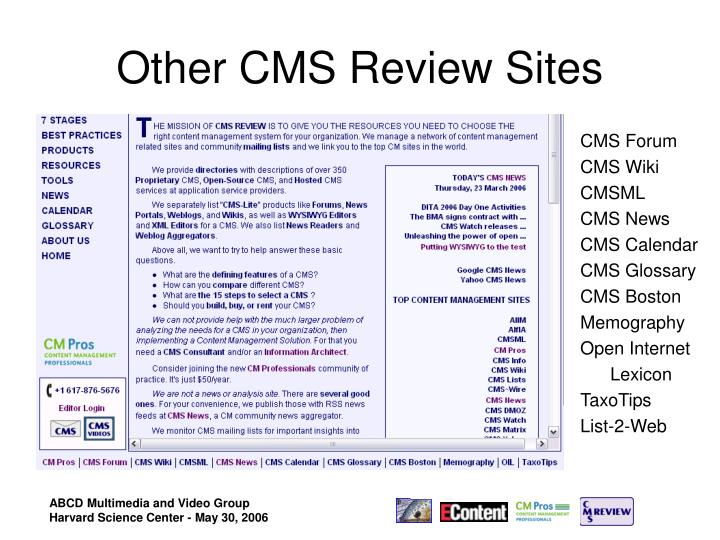 Other CMS Review Sites
7 STAGES
BEST PRACTICES
PRODUCTS
RESOURCES
TOOLS
NEWS
CALENDAR
GLOSSARY
ABOUT US
HOME
CM Pros
CONTENT MANAGEMENT
PROFESSIONALS
+1 617-876-5676
Editor Login
CMS
CMS
VIDEOS
THE MISSION OF CMS REVIEW IS TO GIVE YOU THE RESOURCES YOU NEED TO CHOOSE THE
right content management system for your organization. We manage a network of content management
related sites and community mailing lists and we link you to the top CM sites in the world.
We provide directories with descriptions of over 350
Proprietary CMS, Open-Source CMS, and Hosted CMS
services at application service providers.
We separately list "CMS-Lite" products like Forums, News
Portals, Weblogs, and Wikis, as well as WYSIWYG Editors
and XML Editors for a CMS. We also list News Readers and
Weblog Aggregators.
Above all, we want to try to help answer these basic
questions.
• What are the defining features of a CMS?
• How can you compare different CMS?
• What are the 15 steps to select a CMS ?
• Should you build, buy, or rent your CMS?
We can not provide help with the much larger problem of
analyzing the needs for a CMS in your organization, then
implementing a Content Management Solution. For that you
need a CMS Consultant and/or an Information Architect.
Consider joining the new CM Professionals community of
practice. It's just $50/year.
We are not a news or analysis site. There are several good
ones. For your convenience, we publish those with RSS news
feeds at CMS News, a CM community news aggregator.
We monitor CMS mailing lists for important insights into
TODAY'S CMS NEWS
Thursday, 23 March 2006
DITA 2006 Day One Activities
The BMA signs contract with ...
CMS Watch releases ...
Unleashing the power of open ...
Putting WYSIWYG to the test
Google CMS News
Yahoo CMS News
TOP CONTENT MANAGEMENT SITES
AIIM
AIfIA
CMSML
CM Pros
CMS Info
CMS Wiki
CMS Lists
CMS-Wire
CMS News
CMS DMOZ
CMS Watch
CMS Matrix
CM Pros | CMS Forum | CMS Wiki | CMSML | CMS News | CMS Calendar | CMS Glossary | CMS Boston | Memography | OIL | TaxoTips
CMS Forum
CMS Wiki
CMSML
CMS News
CMS Calendar
CMS Glossary
CMS Boston
Memography
Open Internet
Lexicon
TaxoTips
List-2-Web
ABCD Multimedia and Video Group
Harvard Science Center - May 30, 2006
EContent
CM Pros
CONTENT MANAGEMENT
PROFESSIONALS
CMS REVIEW